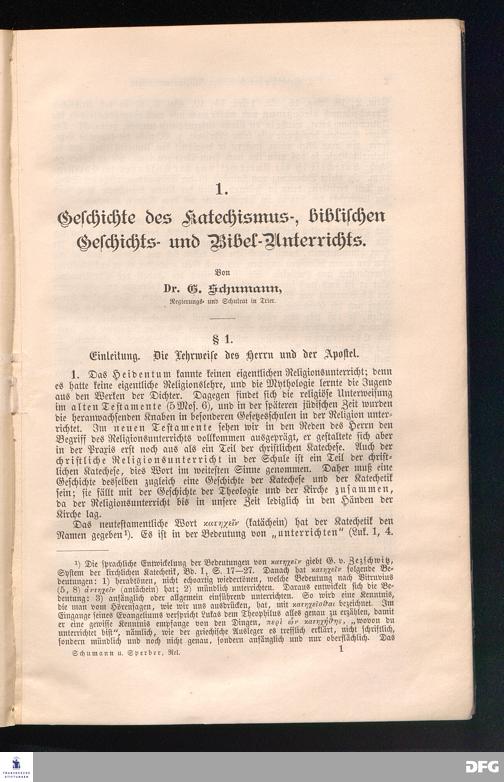 1.
Geschichte des Katechismus-, biblischen
Geschichts- und Bibel-Unterrichts.
Von
Dr. G. Schumann,
Regierungs- und Schulrat in Trier.
§ 1.
Einleitung. Die Lehrweise des Herrn und der Apostel.
1. Das Heidentum kannte keinen eigentlichen Religionsunterricht; denn
es hatte keine eigentliche Religionslehre, und die Mythologie lernte die Jugend
aus den Werken der Dichter. Dagegen findet sich die religiöse Unterweisung
im alten Testamente (5 Mos. 6), und in der späteren jüdischen Zeit wurden
die heranwachsenden Knaben in besonderen Gesetzesschulen in der Religion unter-
richtet. Im neuen Testamente sehen wir in den Reden des Herrn den
Begriff des Religionsunterrichts vollkommen ausgeprägt, er gestaltete sich aber
in der Praxis erst nach aus als ein Teil der christlichen Katechese. Auch der
christliche Religionsunterricht in der Schule ist ein Teil der christ-
lichen Katechese, dies Wort im weitesten Sinne genommen. Daher muß eine
Geschichte desselben zugleich eine Geschichte der Katechese und der Katechetik
sein; sie fällt mit der Geschichte der Theologie und der Kirche zusammen,
da der Religionsunterricht bis in unsere Zeit lediglich in den Händen der
Kirche lag.
Das neutestamentliche Wort κατηχεῖν (katächein) hat der Katechetik den
Namen gegeben¹). Es ist in der Bedeutung von „unterrichten" (Luk. 1, 4.
¹) Die sprachliche Entwickelung der Bedeutungen von κατηχεῖν giebt G. v. Zezschwitz,
System der kirchlichen Katechetik, Bd. I, S. 17—27. Danach hat κατηχεῖν folgende Be-
deutungen: 1) herabtönen, nicht echoartig wiedertönen, welche Bedeutung nach Vitruvius
(5, 8) ἀντηχεῖν (antächein) hat; 2) mündlich unterrichten. Daraus entwickelt sich die Be-
deutung: 3) anfänglich oder allgemein einführend unterrichten. So wird eine Kenntnis,
die man vom Hörensagen, wie wir uns ausdrücken, hat, mit κατηχεῖσθαι bezeichnet. Im
Eingange seines Evangeliums verspricht Lukas dem Theophilus alles genau zu erzählen, damit
er eine gewisse Kenntnis empfange von den Dingen, περὶ ὧν κατηχήθης, „wovon du
unterrichtet bist", nämlich, wie der griechische Ausleger es trefflich erklärt, nicht schriftlich,
sondern mündlich und noch nicht genau, sondern anfänglich und nur oberflächlich. Das
Schumann u. Sperber, Rel.
1
FRANCKESCHE
STIFTUNGEN
DFG